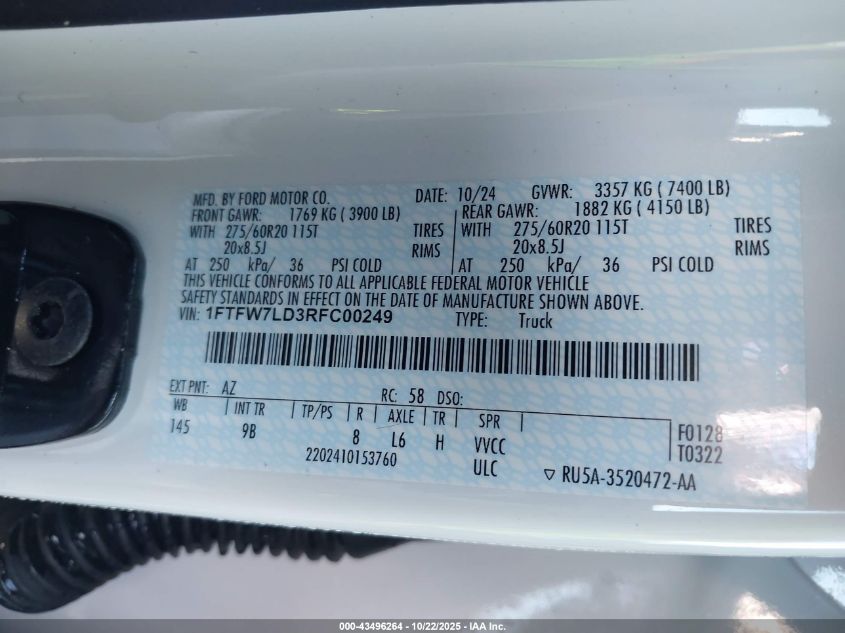 MFD. BY FORD MOTOR CO. DATE: 10/24 GVWR: 3357 KG ( 7400 LB)
FRONT GAWR: 1769 KG ( 3900 LB) REAR GAWR: 1882 KG ( 4150 LB)
WITH 275/60R20 115T TIRES WITH 275/60R20 115T TIRES
20x8.5J RIMS 20x8.5J RIMS
AT 250 kPa/ 36 PSI COLD AT 250 kPa/ 36 PSI COLD
THIS VEHICLE CONFORMS TO ALL APPLICABLE FEDERAL MOTOR VEHICLE
SAFETY STANDARDS IN EFFECT ON THE DATE OF MANUFACTURE SHOWN ABOVE.
VIN: 1FTFW7LD3RFC00249 TYPE: Truck
EXT PNT: AZ RC: 58 DSO:
WB INT TR TP/PS R AXLE TR SPR F0128
145 9B 8 L6 H VVCC T0322
2202410153760 ULC ▽ RU5A-3520472-AA
000-43496264 - 10/22/2025 - IAA Inc.